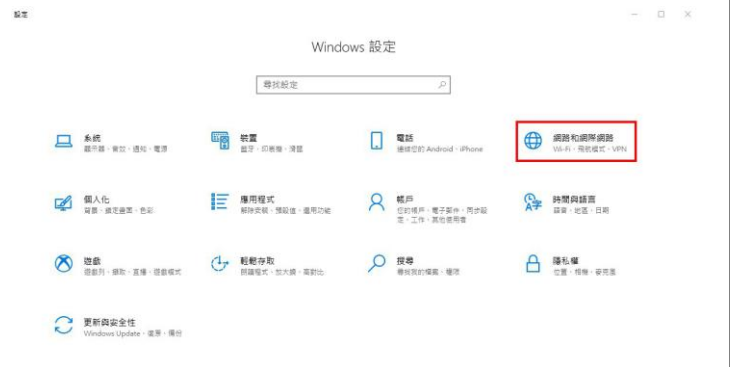 設定
Windows 設定
尋找設定
系統
顯示器、音效、通知、電源
裝置
藍牙、印表機、滑鼠
電話
連線您的 Android、iPhone
網路和網際網路
Wi-Fi、飛航模式、VPN
個人化
背景、鎖定畫面、色彩
應用程式
解除安裝、預設值、選用功能
帳戶
您的帳戶、電子郵件、同步設
定、工作、其他使用者
時間與語言
語音、地區、日期
遊戲
遊戲列、擷取、直播、遊戲模式
輕鬆存取
朗讀程式、放大鏡、高對比
搜尋
尋找我的檔案、權限
隱私權
位置、相機、麥克風
更新與安全性
Windows Update、復原、備份